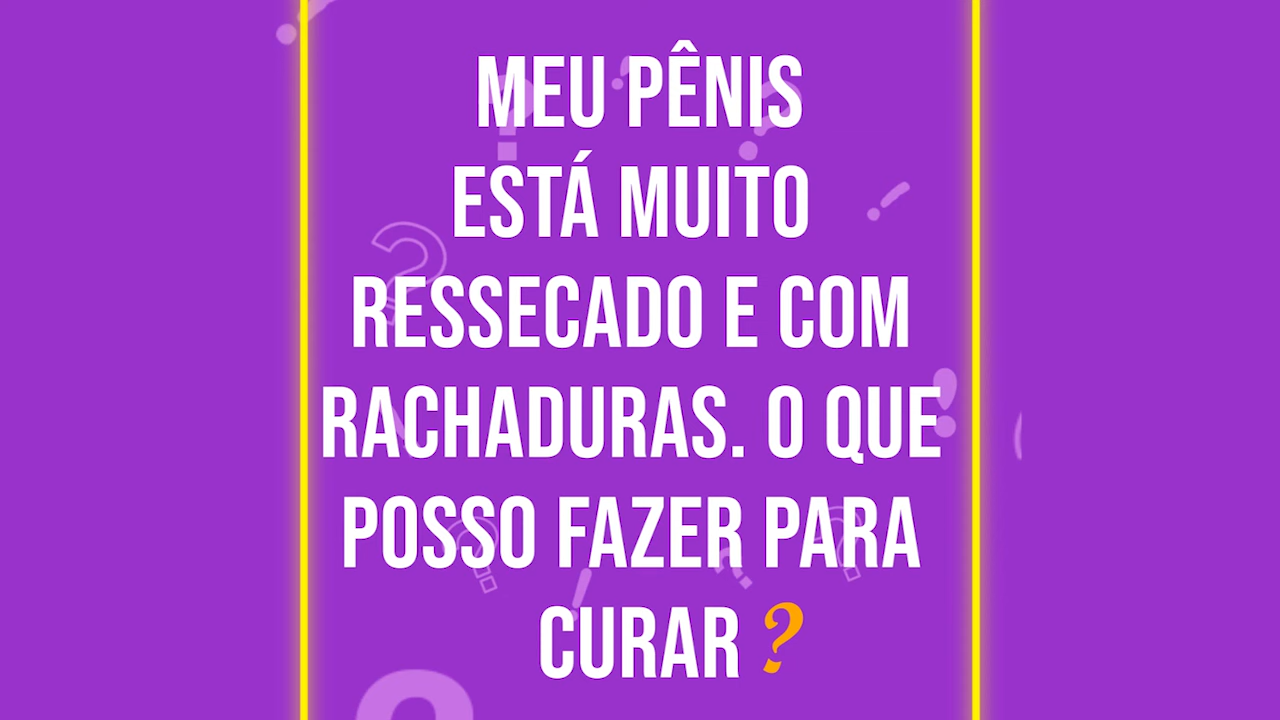 MEU PÊNIS
ESTÁ MUITO
RESSECADO E COM
RACHADURAS. O QUE
POSSO FAZER PARA
CURAR ?